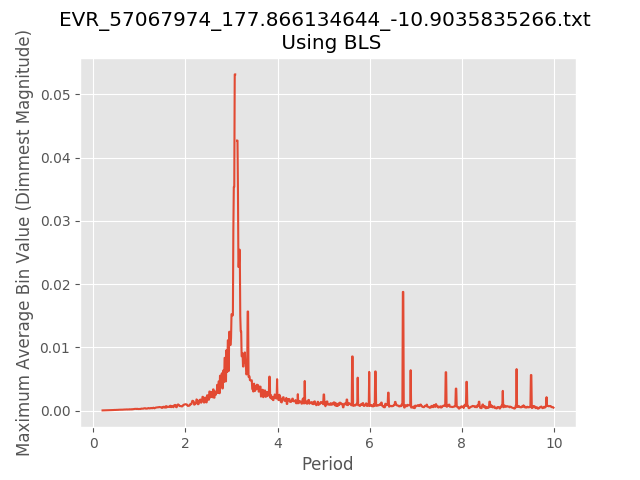 EVR_57067974_177.866134644_-10.9035835266.txt
Using BLS
Maximum Average Bin Value (Dimmest Magnitude)
0.05
0.04
0.03
0.02
0.01
0.00
0 2 4 6 8 10
Period